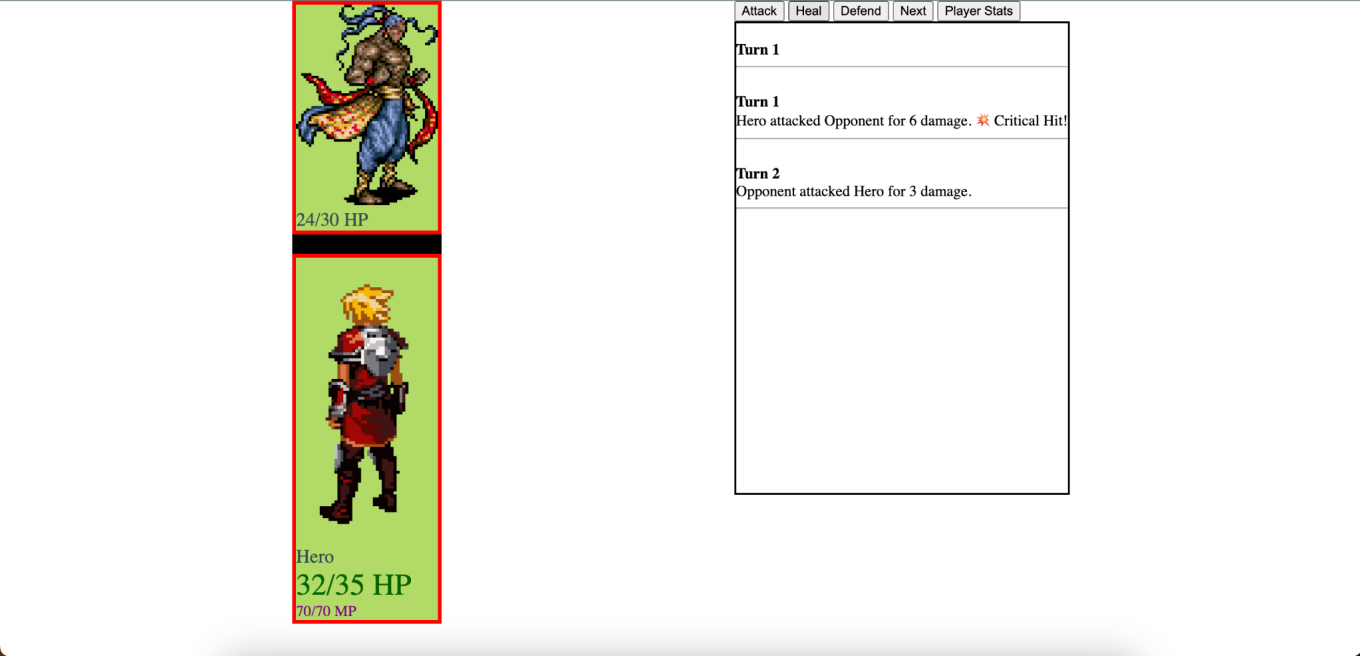 Attack Heal Defend Next Player Stats
Turn 1
Turn 1
Hero attacked Opponent for 6 damage. 💥 Critical Hit!
Turn 2
Opponent attacked Hero for 3 damage.
24/30 HP
Hero
32/35 HP
70/70 MP